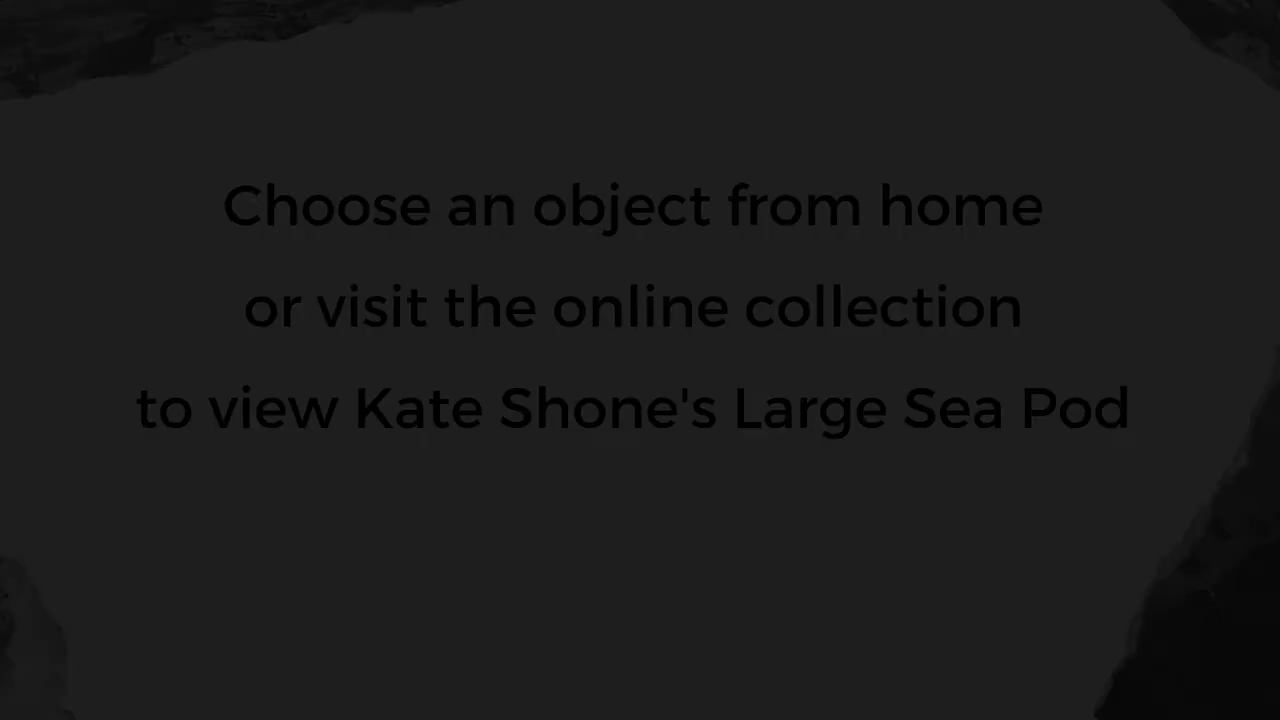 Choose an object from home
or visit the online collection
to view Kate Shone's Large Sea Pod